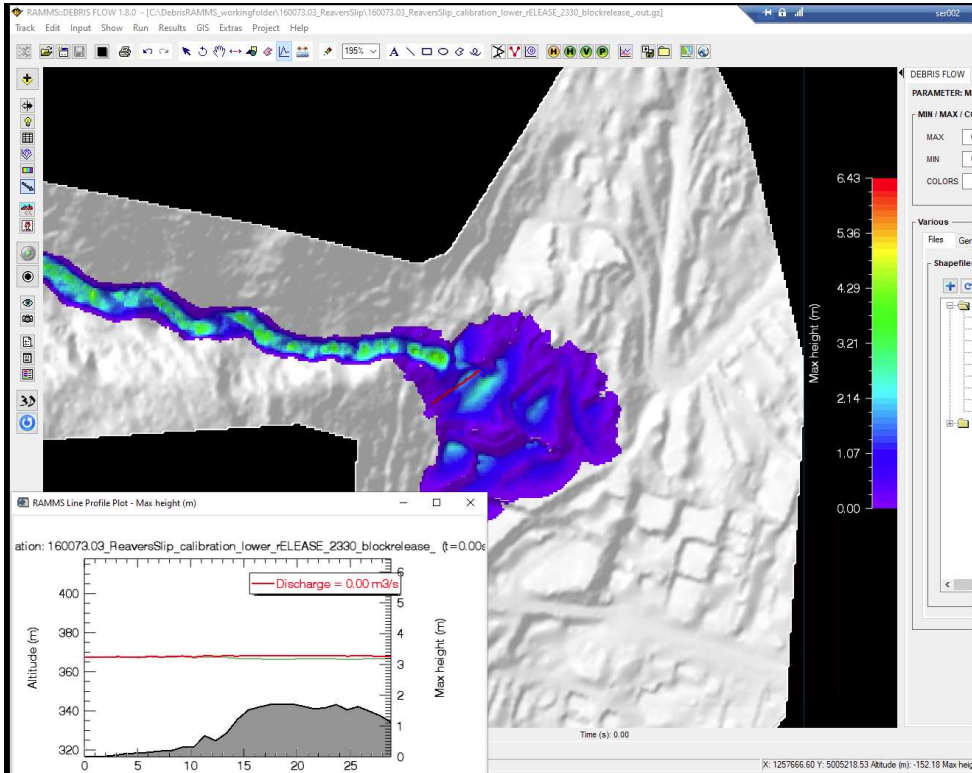 RAMMS::DEBRIS FLOW 1.8.0 - [C:\DebrisRAMMS_workingfolder\160073.03_ReaversSlip\160073.03_ReaversSlip_calibration_lower_rELEASE_2330_blockrelease_.out.gz]
ser002
Track Edit Input Show Run Results GIS Extras Project Help
195%
A
H H V P
DEBRIS FLOW
PARAMETER: M
MIN / MAX / CO
MAX
MIN
COLORS
Various
Files Ger
Shapefiles
6.43
5.36
4.29
3.21
2.14
1.07
0.00
Max height (m)
RAMMS Line Profile Plot - Max height (m)
ation: 160073.03_ReaversSlip_calibration_lower_rELEASE_2330_blockrelease_ (t=0.00s
Discharge = 0.00 m3/s
Altitude (m)
400
380
360
340
320
6
5
4
3
2
1
0
Max height (m)
0 5 10 15 20 25
Time (s): 0.00
X: 1257666.60 Y: 5005218.53 Altitude (m): -152.18 Max heig